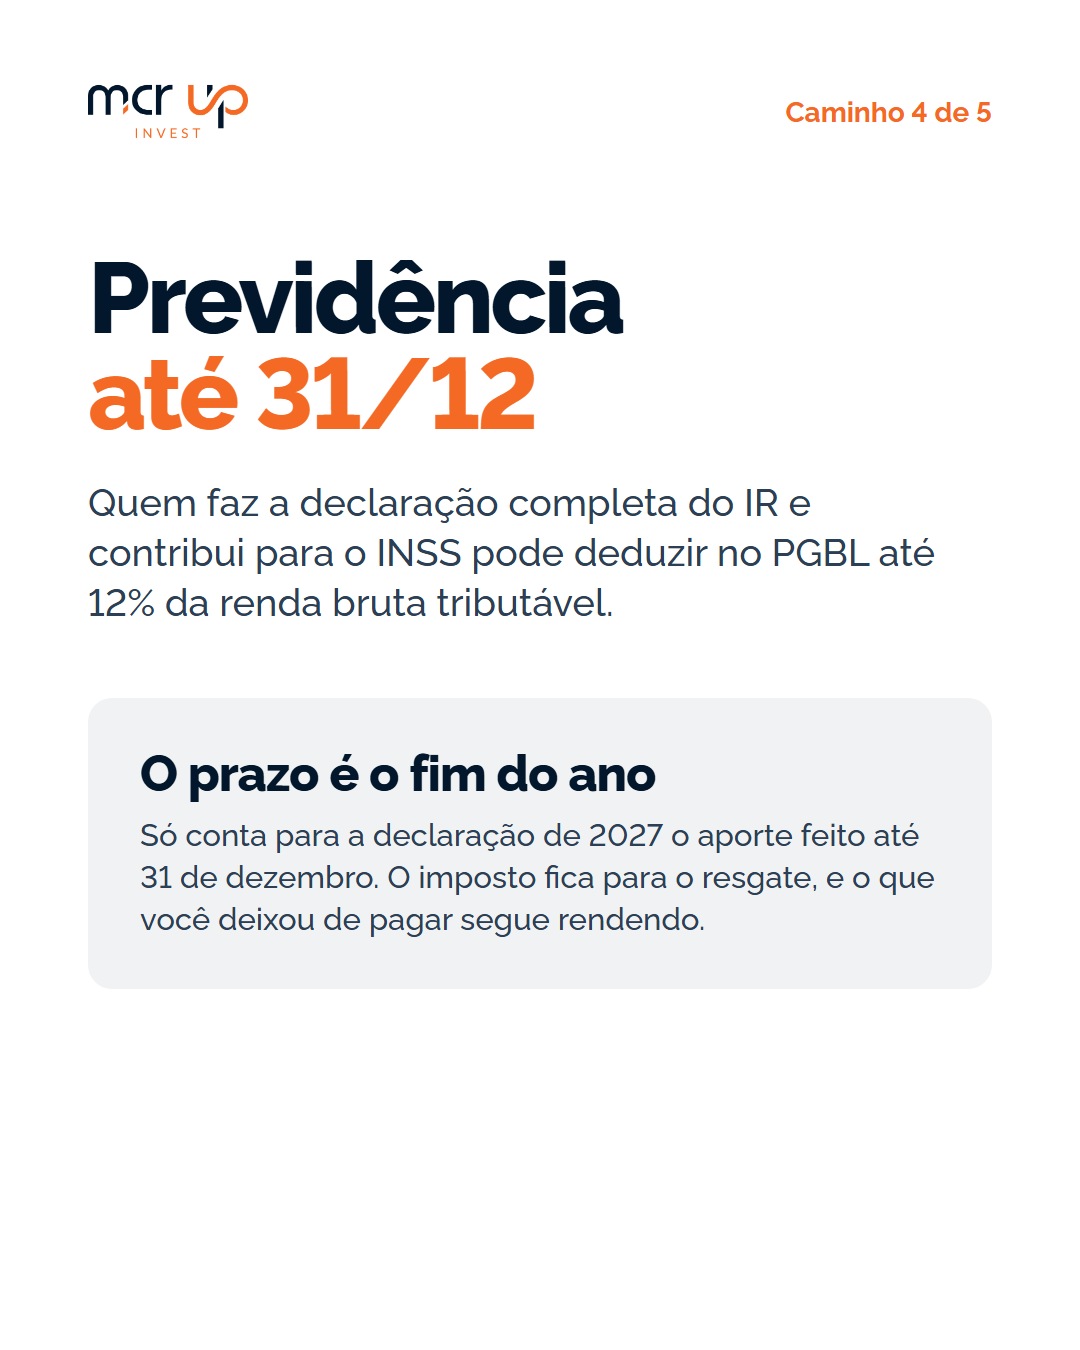 mcr up
INVEST
Caminho 4 de 5
Previdência
até 31/12
Quem faz a declaração completa do IR e
contribui para o INSS pode deduzir no PGBL até
12% da renda bruta tributável.
O prazo é o fim do ano
Só conta para a declaração de 2027 o aporte feito até
31 de dezembro. O imposto fica para o resgate, e o que
você deixou de pagar segue rendendo.